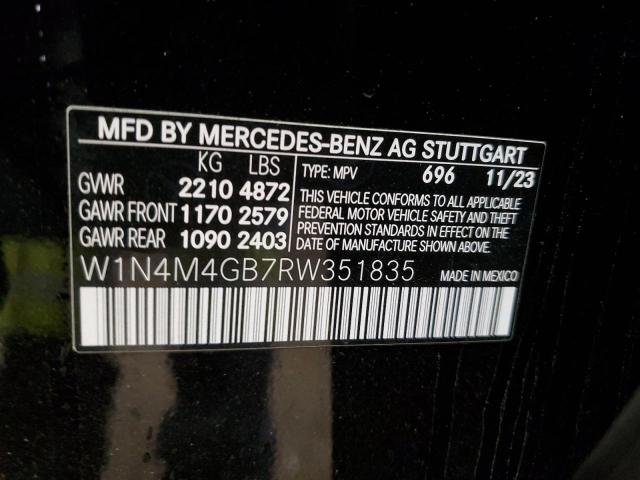 MFD BY MERCEDES-BENZ AG STUTTGART
KG LBS
GVWR 2210 4872
GAWR FRONT 1170 2579
GAWR REAR 1090 2403
TYPE: MPV 696 11/23
THIS VEHICLE CONFORMS TO ALL APPLICABLE
FEDERAL MOTOR VEHICLE SAFETY AND THEFT
PREVENTION STANDARDS IN EFFECT ON THE
DATE OF MANUFACTURE SHOWN ABOVE.
W1N4M4GB7RW351835 MADE IN MEXICO